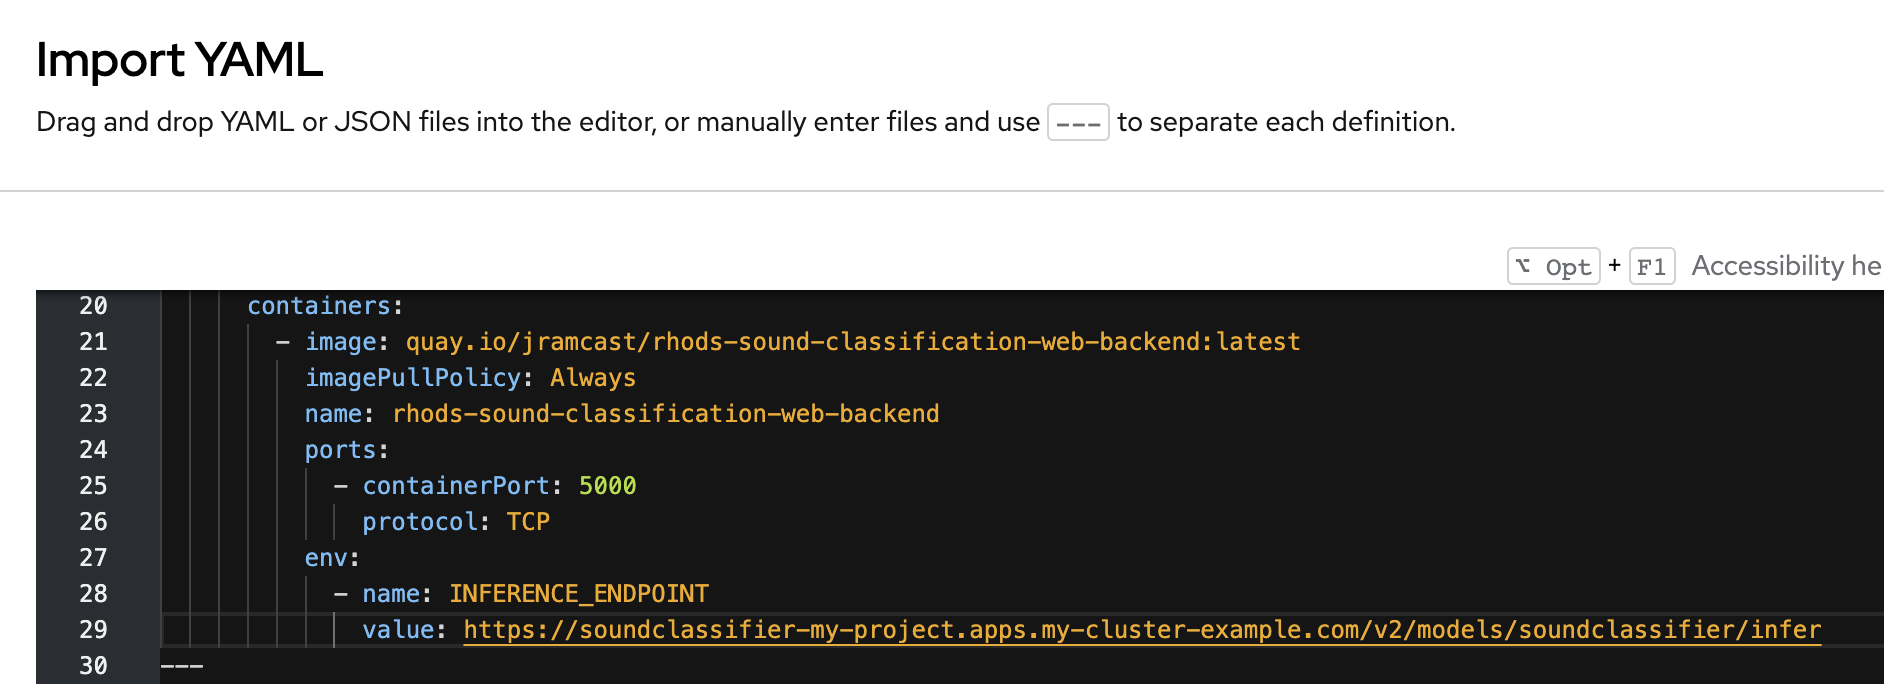 Import YAML
Drag and drop YAML or JSON files into the editor, or manually enter files and use --- to separate each definition.
⌥ Opt + F1 Accessibility he
20 containers:
21 - image: quay.io/jramcast/rhods-sound-classification-web-backend:latest
22 imagePullPolicy: Always
23 name: rhods-sound-classification-web-backend
24 ports:
25 - containerPort: 5000
26 protocol: TCP
27 env:
28 - name: INFERENCE_ENDPOINT
29 value: https://soundclassifier-my-project.apps.my-cluster-example.com/v2/models/soundclassifier/infer
30 ---